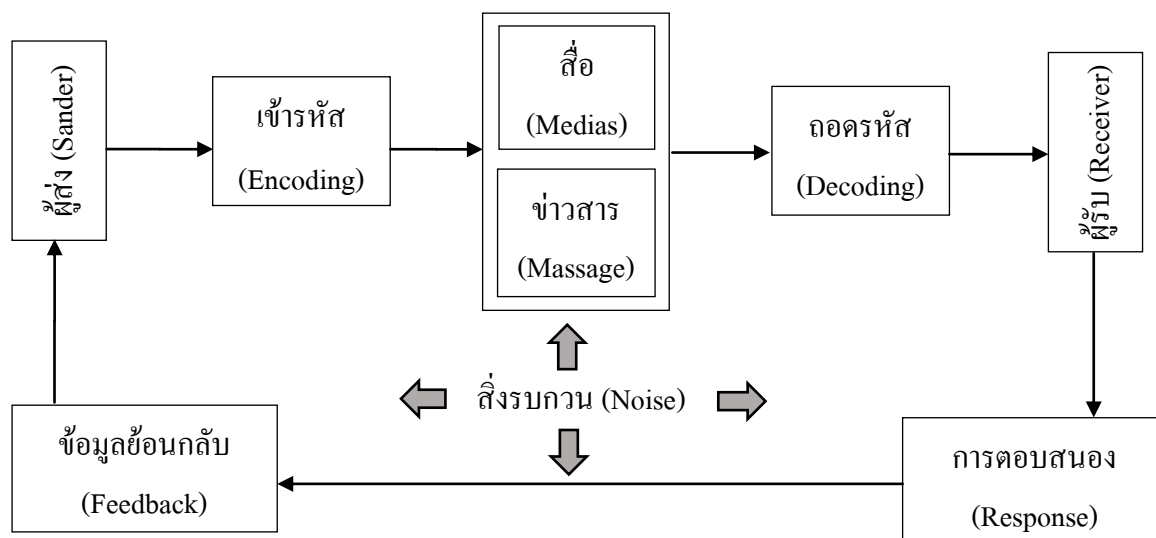 ผู้ส่ง (Sander)
เข้ารหัส
(Encoding)
สื่อ
(Medias)
ข่าวสาร
(Massage)
ถอดรหัส
(Decoding)
ผู้รับ (Receiver)
สิ่งรบกวน (Noise)
ข้อมูลย้อนกลับ
(Feedback)
การตอบสนอง
(Response)